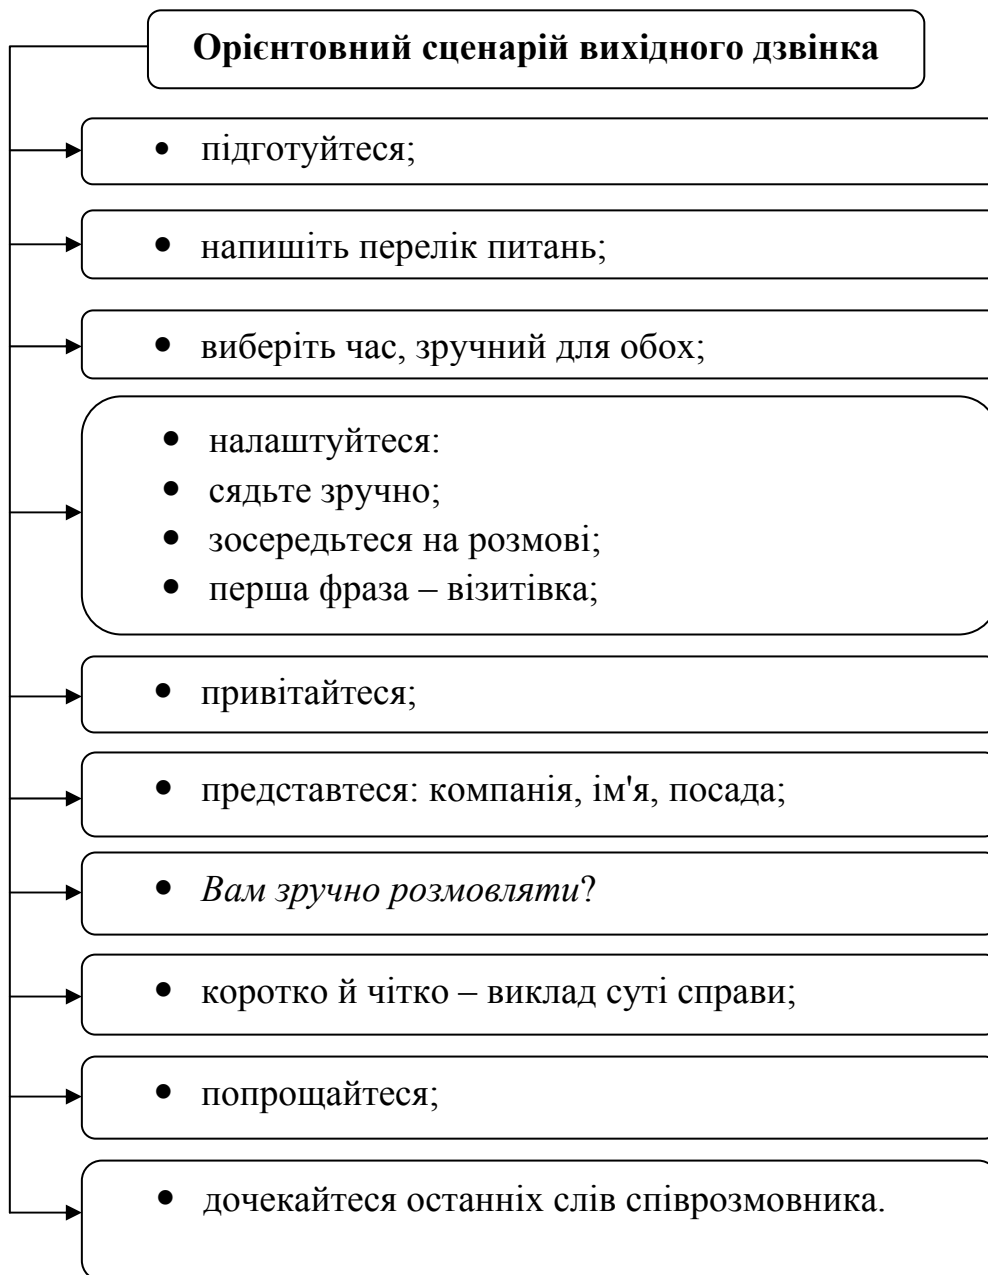 Орієнтовний сценарій вихідного дзвінка
• підготуйтеся;
• напишіть перелік питань;
• виберіть час, зручний для обох;
• налаштуйтеся:
• сядьте зручно;
• зосередьтеся на розмові;
• перша фраза – візитівка;
• привітайтеся;
• представтеся: компанія, ім'я, посада;
• Вам зручно розмовляти?
• коротко й чітко – виклад суті справи;
• попрощайтеся;
• дочекайтеся останніх слів співрозмовника.